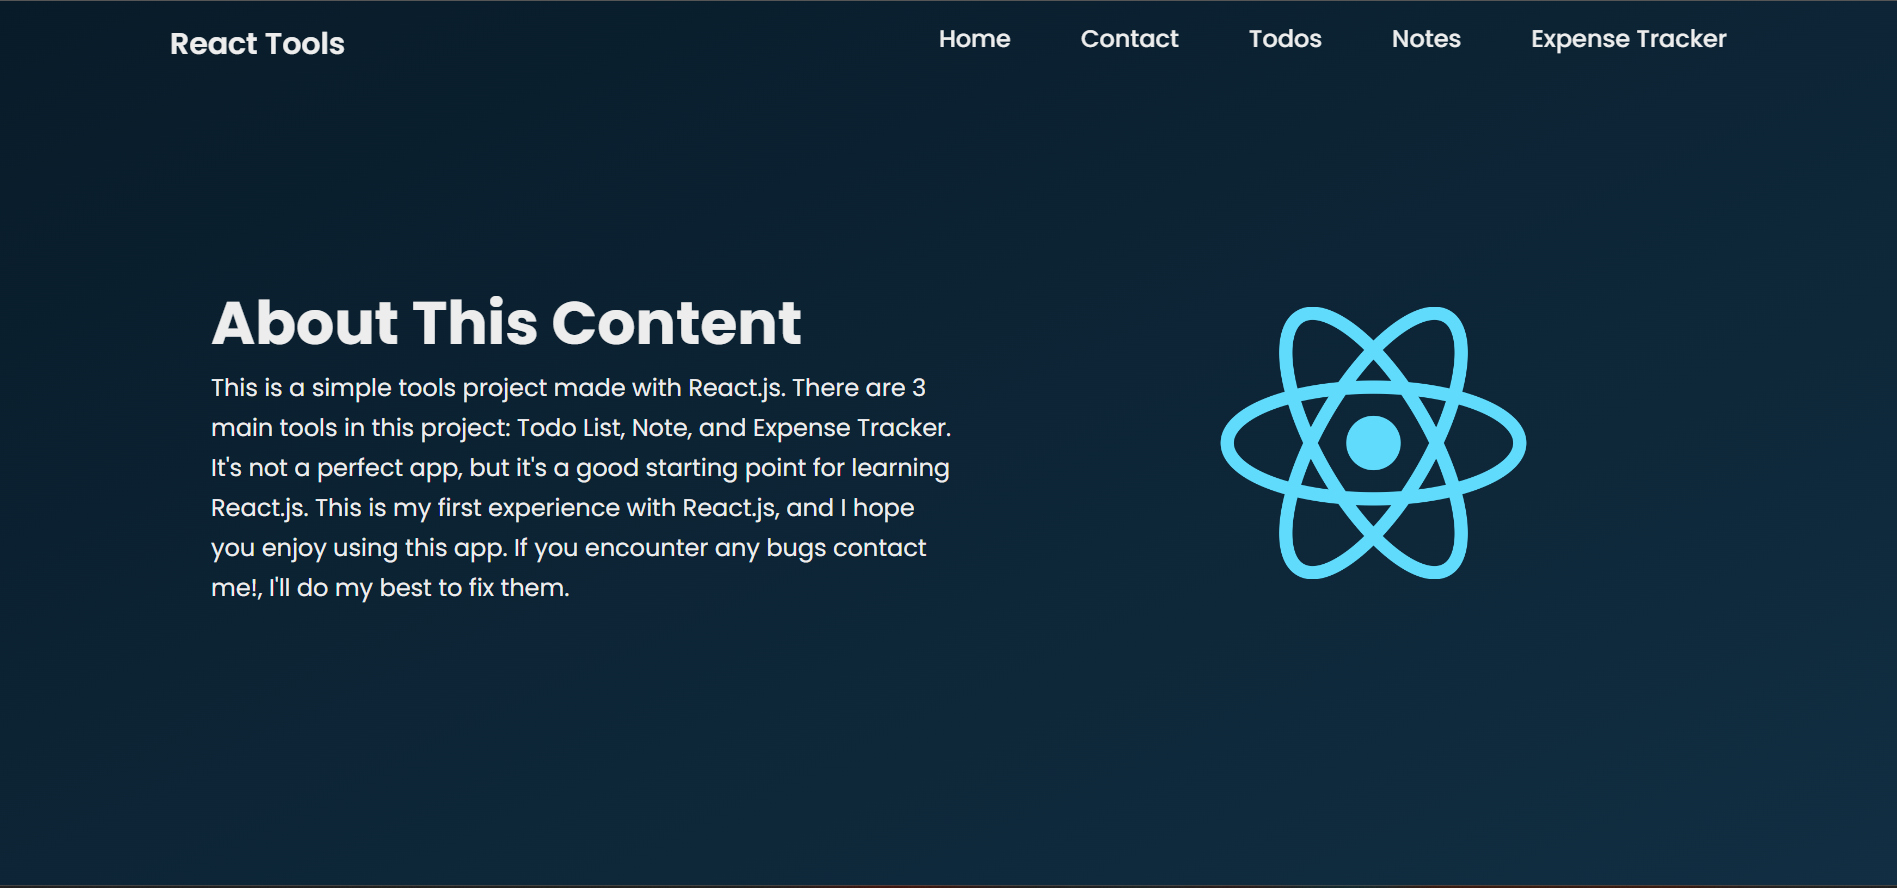 React Tools
Home Contact Todos Notes Expense Tracker
About This Content
This is a simple tools project made with React.js. There are 3
main tools in this project: Todo List, Note, and Expense Tracker.
It's not a perfect app, but it's a good starting point for learning
React.js. This is my first experience with React.js, and I hope
you enjoy using this app. If you encounter any bugs contact
me!, I'll do my best to fix them.